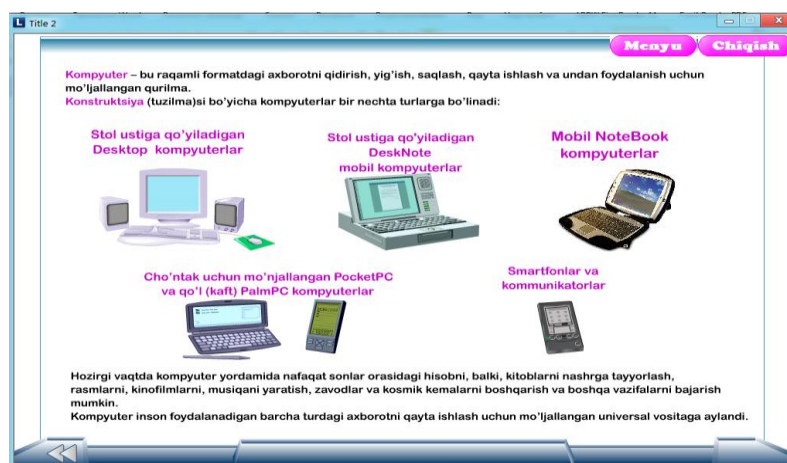 Title 2
Menyu
Chiqish
Kompyuter – bu raqamli formatdagi axborotni qidirish, yig'ish, saqlash, qayta ishlash va undan foydalanish uchun
mo'ljallangan qurilma.
Konstruktsiya (tuzilma)si bo'yicha kompyuterlar bir nechta turlarga bo'linadi:
Stol ustiga qo'yiladigan
Desktop kompyuterlar
Stol ustiga qo'yiladigan
DeskNote
mobil kompyuterlar
Mobil NoteBook
kompyuterlar
Cho'ntak uchun mo'njallangan PocketPC
va qo'l (kaft) PalmPC kompyuterlar
Smartfonlar va
kommunikatorlar
Hozirgi vaqtda kompyuter yordamida nafaqat sonlar orasidagi hisobni, balki, kitoblarni nashrga tayyorlash,
rasmlarni, kinofilmlarni, musiqani yaratish, zavodlar va kosmik kemalarni boshqarish va boshqa vazifalarni bajarish
mumkin.
Kompyuter inson foydalanadigan barcha turdagi axborotni qayta ishlash uchun mo'ljallangan universal vositaga aylandi.